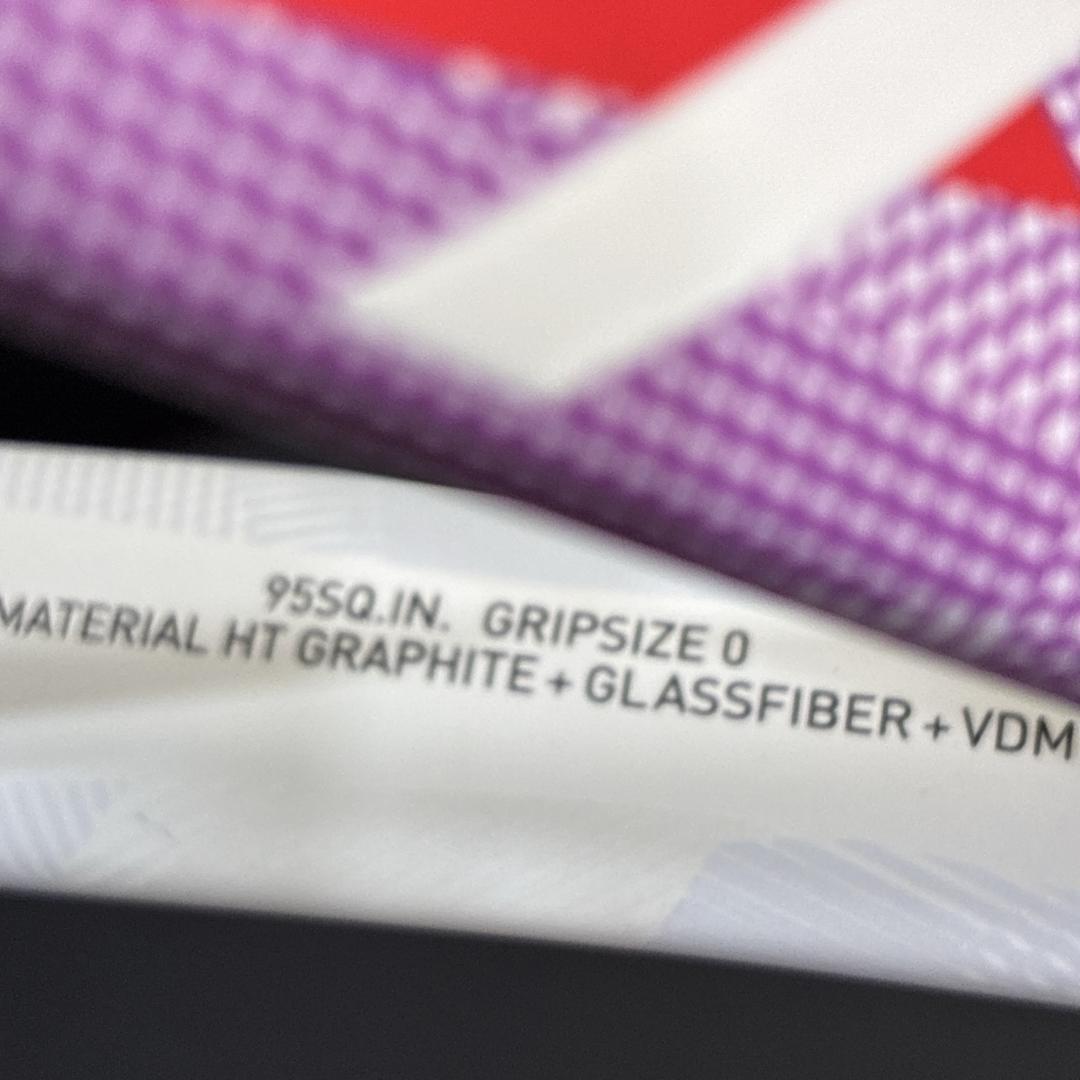 95SQ.IN. GRIPSIZE 0
MATERIAL HT GRAPHITE + GLASSFIBER + VDM